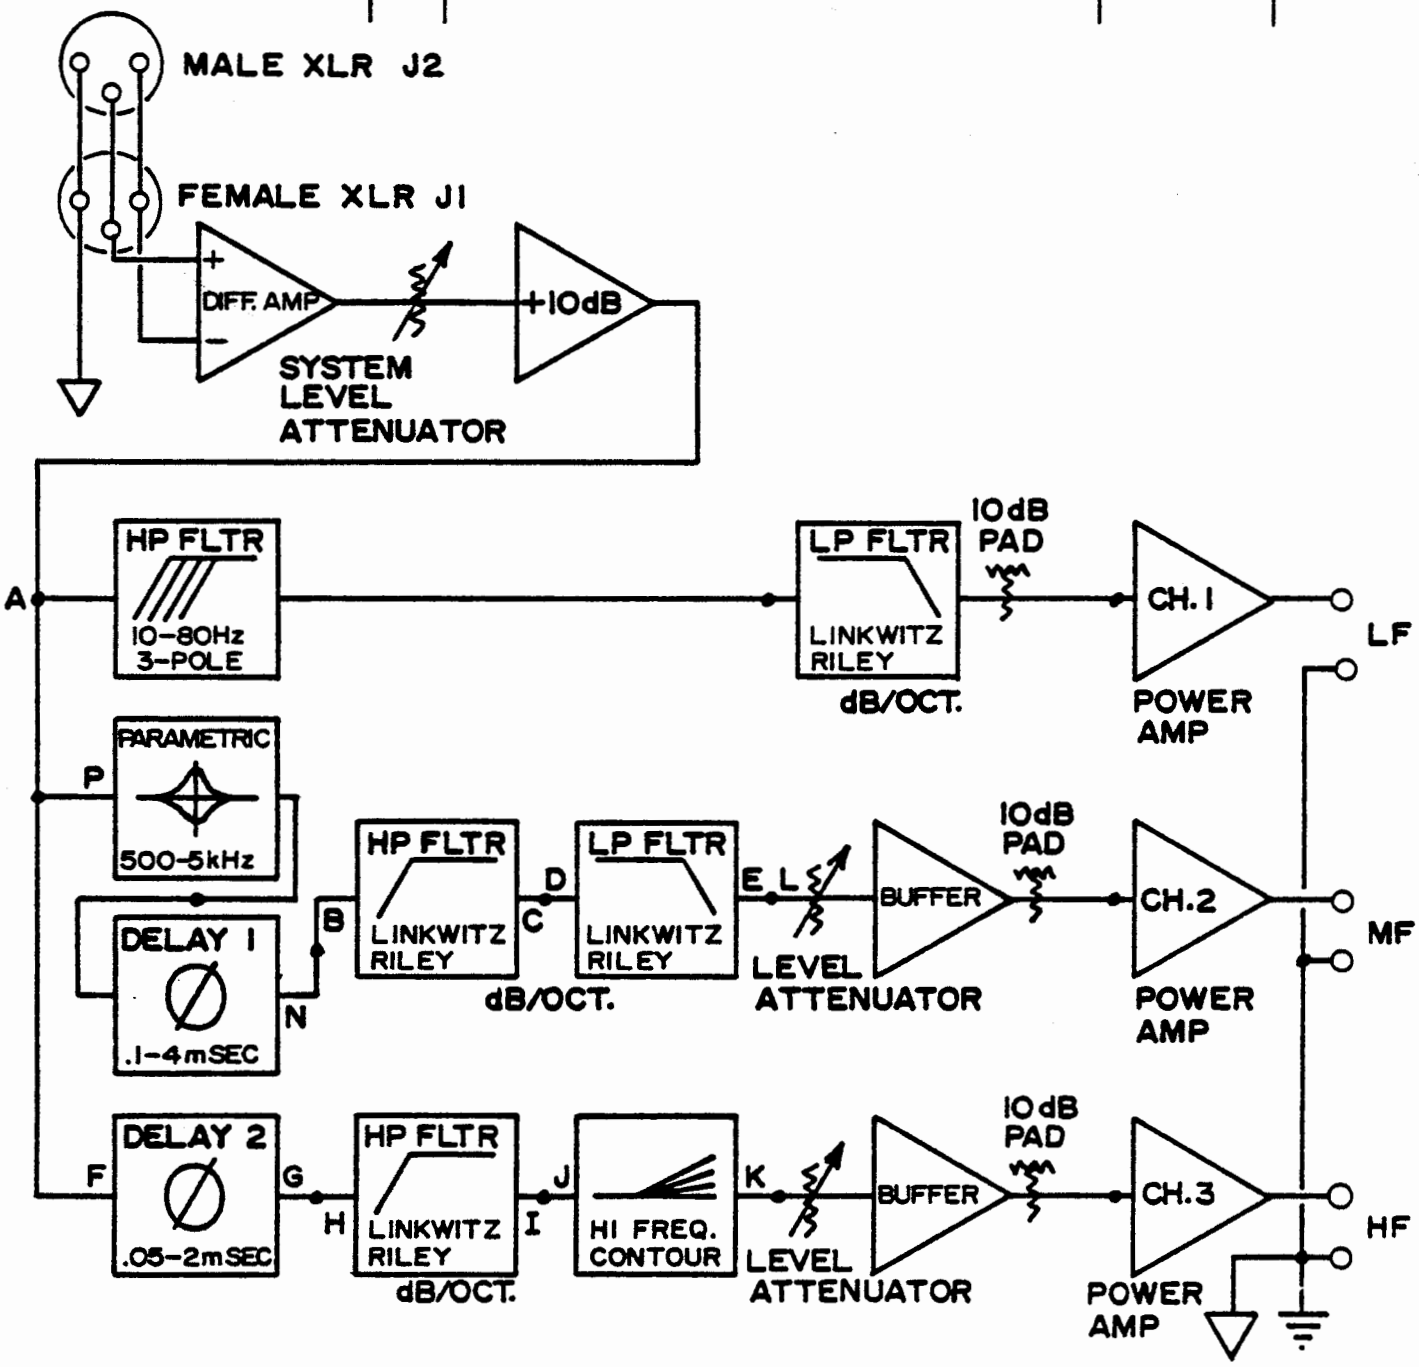 MALE XLR J2
FEMALE XLR J1
+
DIFF. AMP
−
+10dB
SYSTEM
LEVEL
ATTENUATOR
10dB
PAD
HP FLTR
10-80Hz
3-POLE
A
LP FLTR
LINKWITZ
RILEY
dB/OCT.
CH. 1
POWER
AMP
LF
PARAMETRIC
P
500-5kHz
DELAY 1
.1-4mSEC
N
B
HP FLTR
LINKWITZ
RILEY
dB/OCT.
C
D
LP FLTR
LINKWITZ
RILEY
E L
LEVEL
ATTENUATOR
BUFFER
10dB
PAD
CH.2
POWER
AMP
MF
F
DELAY 2
.05-2mSEC
G
H
HP FLTR
LINKWITZ
RILEY
dB/OCT.
I
J
HI FREQ.
CONTOUR
K
LEVEL
ATTENUATOR
BUFFER
10dB
PAD
CH.3
POWER
AMP
HF